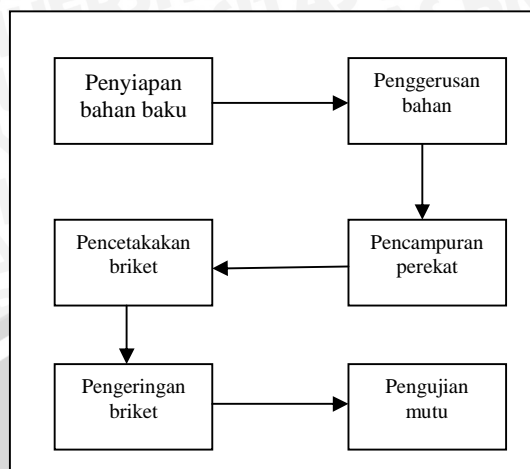 Penyiapan
bahan baku
Penggerusan
bahan
Pencampuran
perekat
Pencetakakan
briket
Pengeringan
briket
Pengujian
mutu